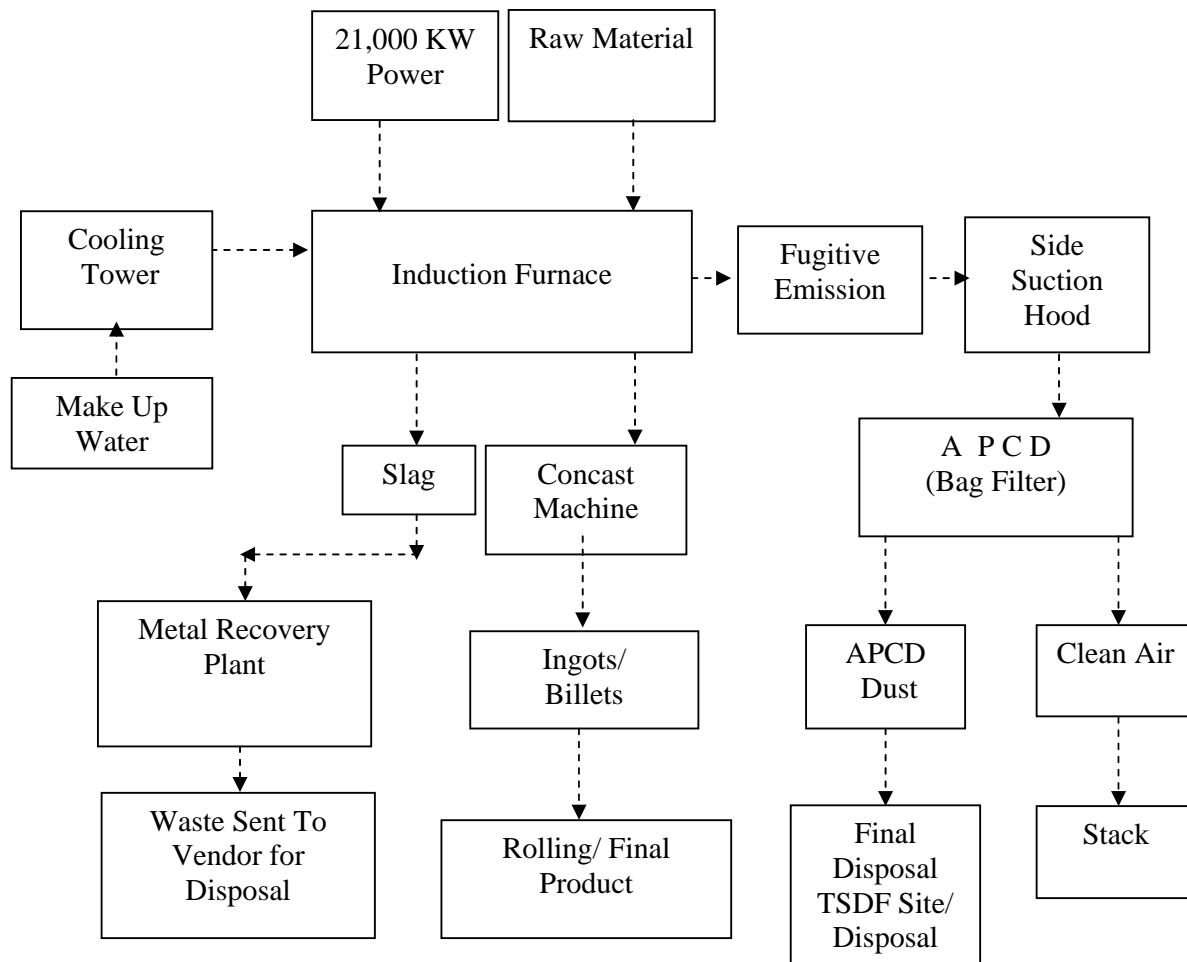 21,000 KW
Power
Raw Material
Cooling
Tower
Induction Furnace
Fugitive
Emission
Side
Suction
Hood
Make Up
Water
Slag
Concast
Machine
A P C D
(Bag Filter)
Metal Recovery
Plant
Ingots/
Billets
APCD
Dust
Clean Air
Waste Sent To
Vendor for
Disposal
Rolling/ Final
Product
Final
Disposal
TSDF Site/
Disposal
Stack